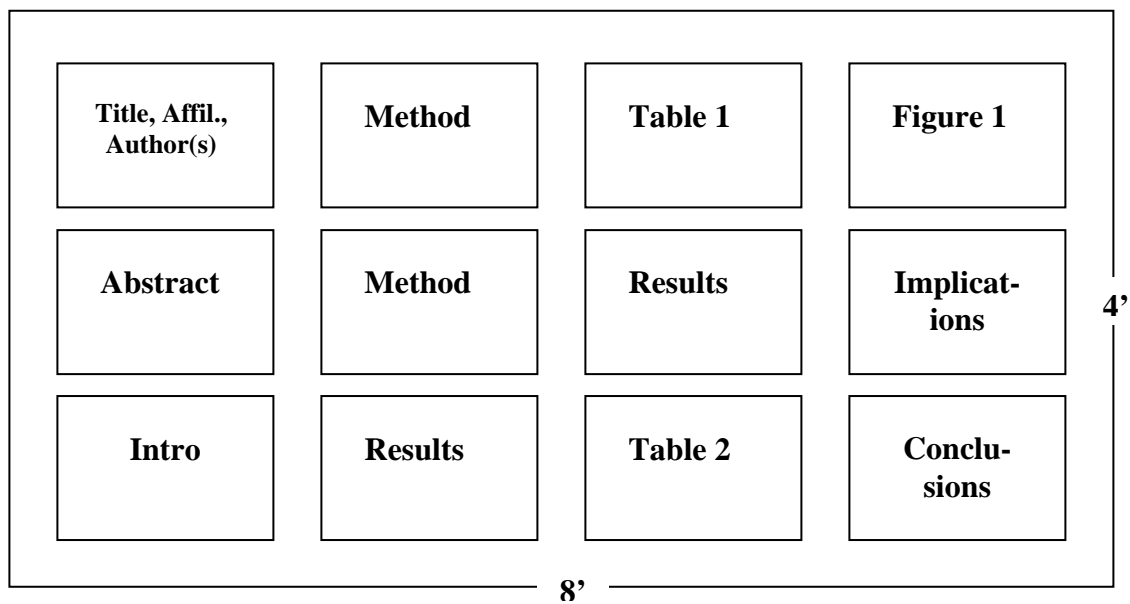 Title, Affil.,
Author(s)
Method
Table 1
Figure 1
Abstract
Method
Results
Implicat-
ions
4’
Intro
Results
Table 2
Conclu-
sions
8’